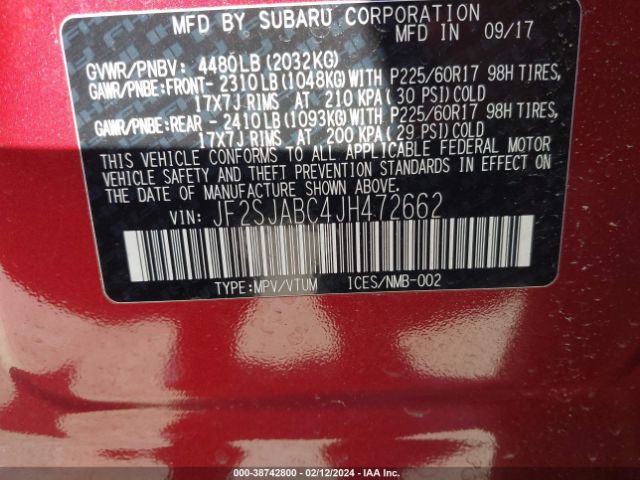 MFD BY SUBARU CORPORATION
MFD IN 09/17
GVWR/PNBV: 4480LB(2032KG)
GAWR/PNBE:FRONT- 2310LB(1048KG)WITH P225/60R17 98H TIRES,
17X7J RIMS AT 210 KPA(30 PSI)COLD
GAWR/PNBE:REAR - 2410LB(1093KG)WITH P225/60R17 98H TIRES,
17X7J RIMS AT 200 KPA(29 PSI)COLD
THIS VEHICLE CONFORMS TO ALL APPLICABLE FEDERAL MOTOR
VEHICLE SAFETY AND THEFT PREVENTION STANDARDS IN EFFECT ON
THE DATE OF MANUFACTURE SHOWN ABOVE.
VIN: JF2SJABC4JH472662
TYPE:MPV/VTUM ICES/NMB-002
000-38742800 - 02/12/2024 - IAA Inc.